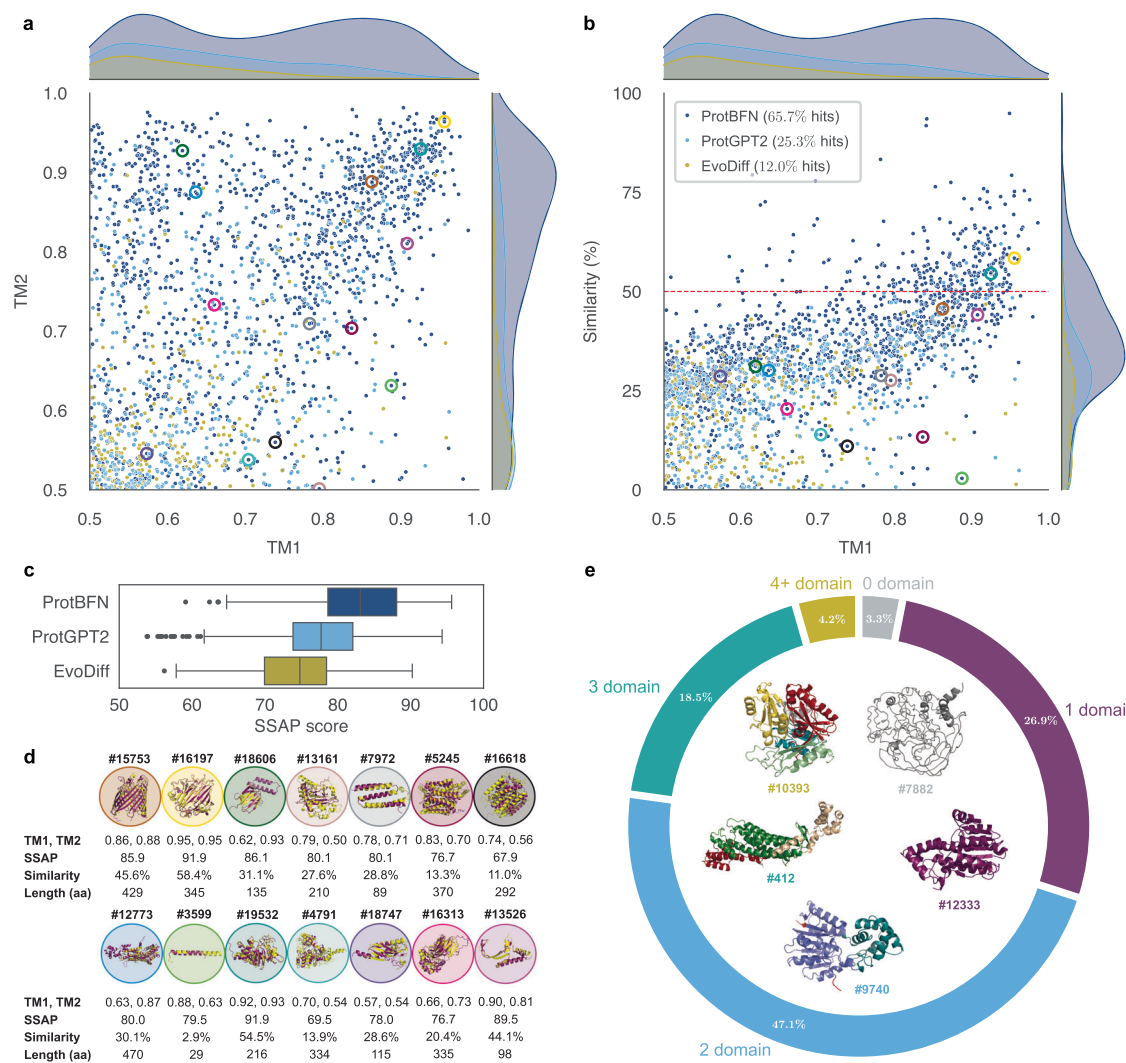 a
1.0
0.9
0.8
0.7
0.6
0.5
TM2
0.5 0.6 0.7 0.8 0.9 1.0
TM1
b
100
75
50
25
0
Similarity (%)
ProtBFN (65.7% hits)
ProtGPT2 (25.3% hits)
EvoDiff (12.0% hits)
0.5 0.6 0.7 0.8 0.9 1.0
TM1
c
ProtBFN
ProtGPT2
EvoDiff
50 60 70 80 90 100
SSAP score
d
#15753 #16197 #18606 #13161 #7972 #5245 #16618
TM1, TM2 0.86, 0.88 0.95, 0.95 0.62, 0.93 0.79, 0.50 0.78, 0.71 0.83, 0.70 0.74, 0.56
SSAP 85.9 91.9 86.1 80.1 80.1 76.7 67.9
Similarity 45.6% 58.4% 31.1% 27.6% 28.8% 13.3% 11.0%
Length (aa) 429 345 135 210 89 370 292
#12773 #3599 #19532 #4791 #18747 #16313 #13526
TM1, TM2 0.63, 0.87 0.88, 0.63 0.92, 0.93 0.70, 0.54 0.57, 0.54 0.66, 0.73 0.90, 0.81
SSAP 80.0 79.5 91.9 69.5 78.0 76.7 89.5
Similarity 30.1% 2.9% 54.5% 13.9% 28.6% 20.4% 44.1%
Length (aa) 470 29 216 334 115 335 98
e
4+ domain
0 domain
4.2%
3.3%
3 domain
18.5%
1 domai
26.9%
#10393
#7882
#412
#12333
#9740
47.1%
2 domain